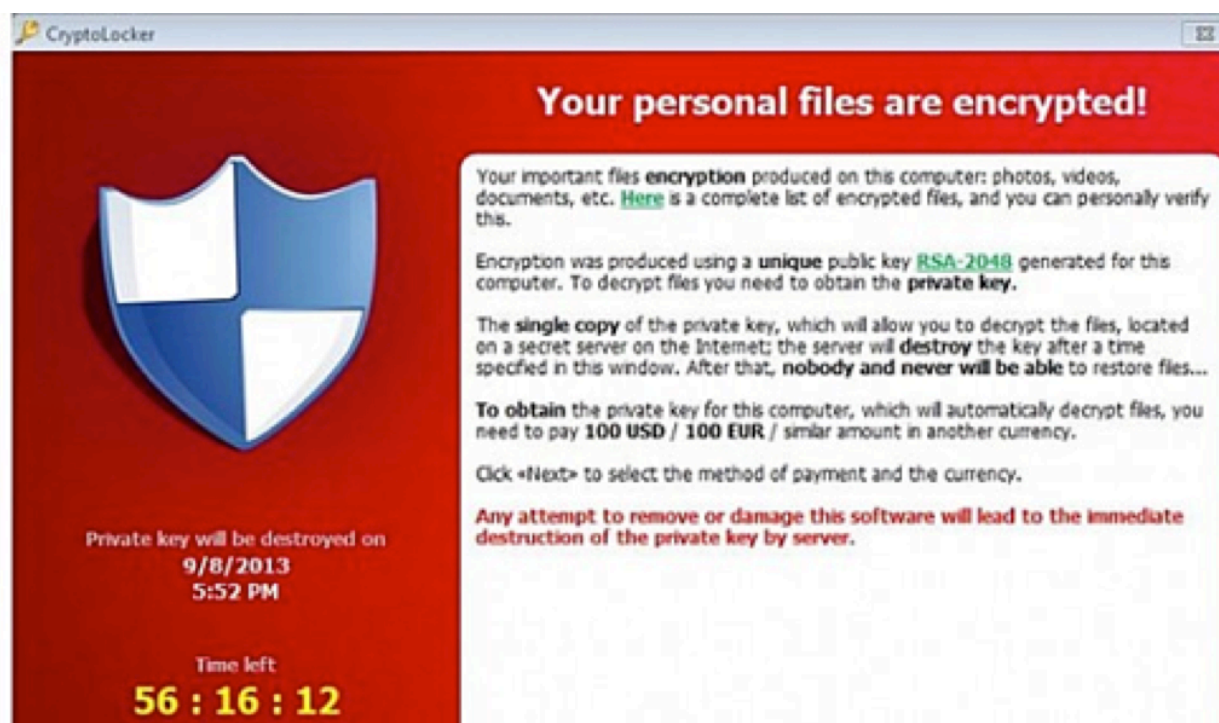 CryptoLocker
Your personal files are encrypted!
Your important files encryption produced on this computer: photos, videos,
documents, etc. Here is a complete list of encrypted files, and you can personally verify
this.
Encryption was produced using a unique public key RSA-2048 generated for this
computer. To decrypt files you need to obtain the private key.
The single copy of the private key, which will allow you to decrypt the files, located
on a secret server on the Internet; the server will destroy the key after a time
specified in this window. After that, nobody and never will be able to restore files...
To obtain the private key for this computer, which will automatically decrypt files, you
need to pay 100 USD / 100 EUR / similar amount in another currency.
Click «Next» to select the method of payment and the currency.
Any attempt to remove or damage this software will lead to the immediate
destruction of the private key by server.
Private key will be destroyed on
9/8/2013
5:52 PM
Time left
56 : 16 : 12